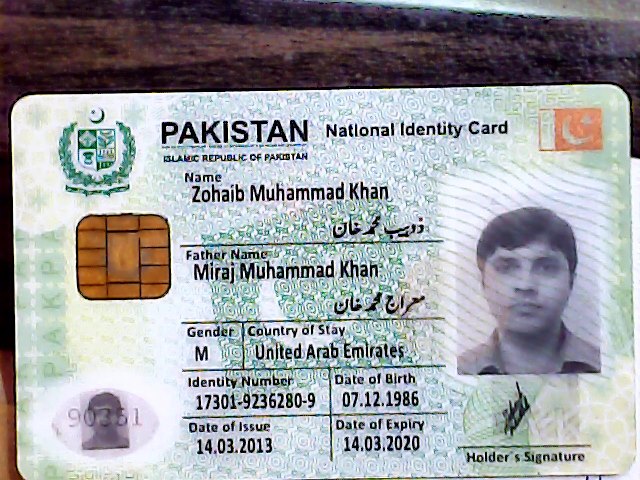 PAKISTAN National Identity Card
ISLAMIC REPUBLIC OF PAKISTAN
Name
Zohaib Muhammad Khan
ذوہیب محمد خان
Father Name
Miraj Muhammad Khan
معراج محمد خان
Gender Country of Stay
M United Arab Emirates
Identity Number Date of Birth
17301-9236280-9 07.12.1986
Date of Issue Date of Expiry
14.03.2013 14.03.2020
Holder's Signature